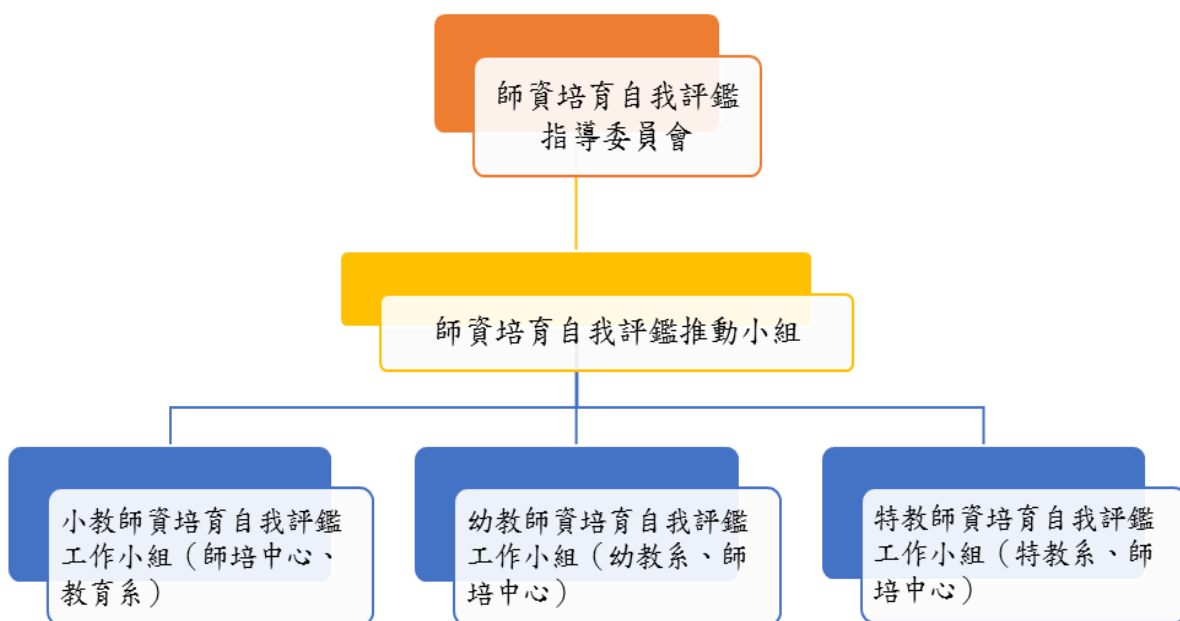 師資培育自我評鑑
指導委員會
師資培育自我評鑑推動小組
小教師資培育自我評鑑
工作小組（師培中心、
教育系）
幼教師資培育自我評鑑
工作小組（幼教系、師
培中心）
特教師資培育自我評鑑
工作小組（特教系、師
培中心）